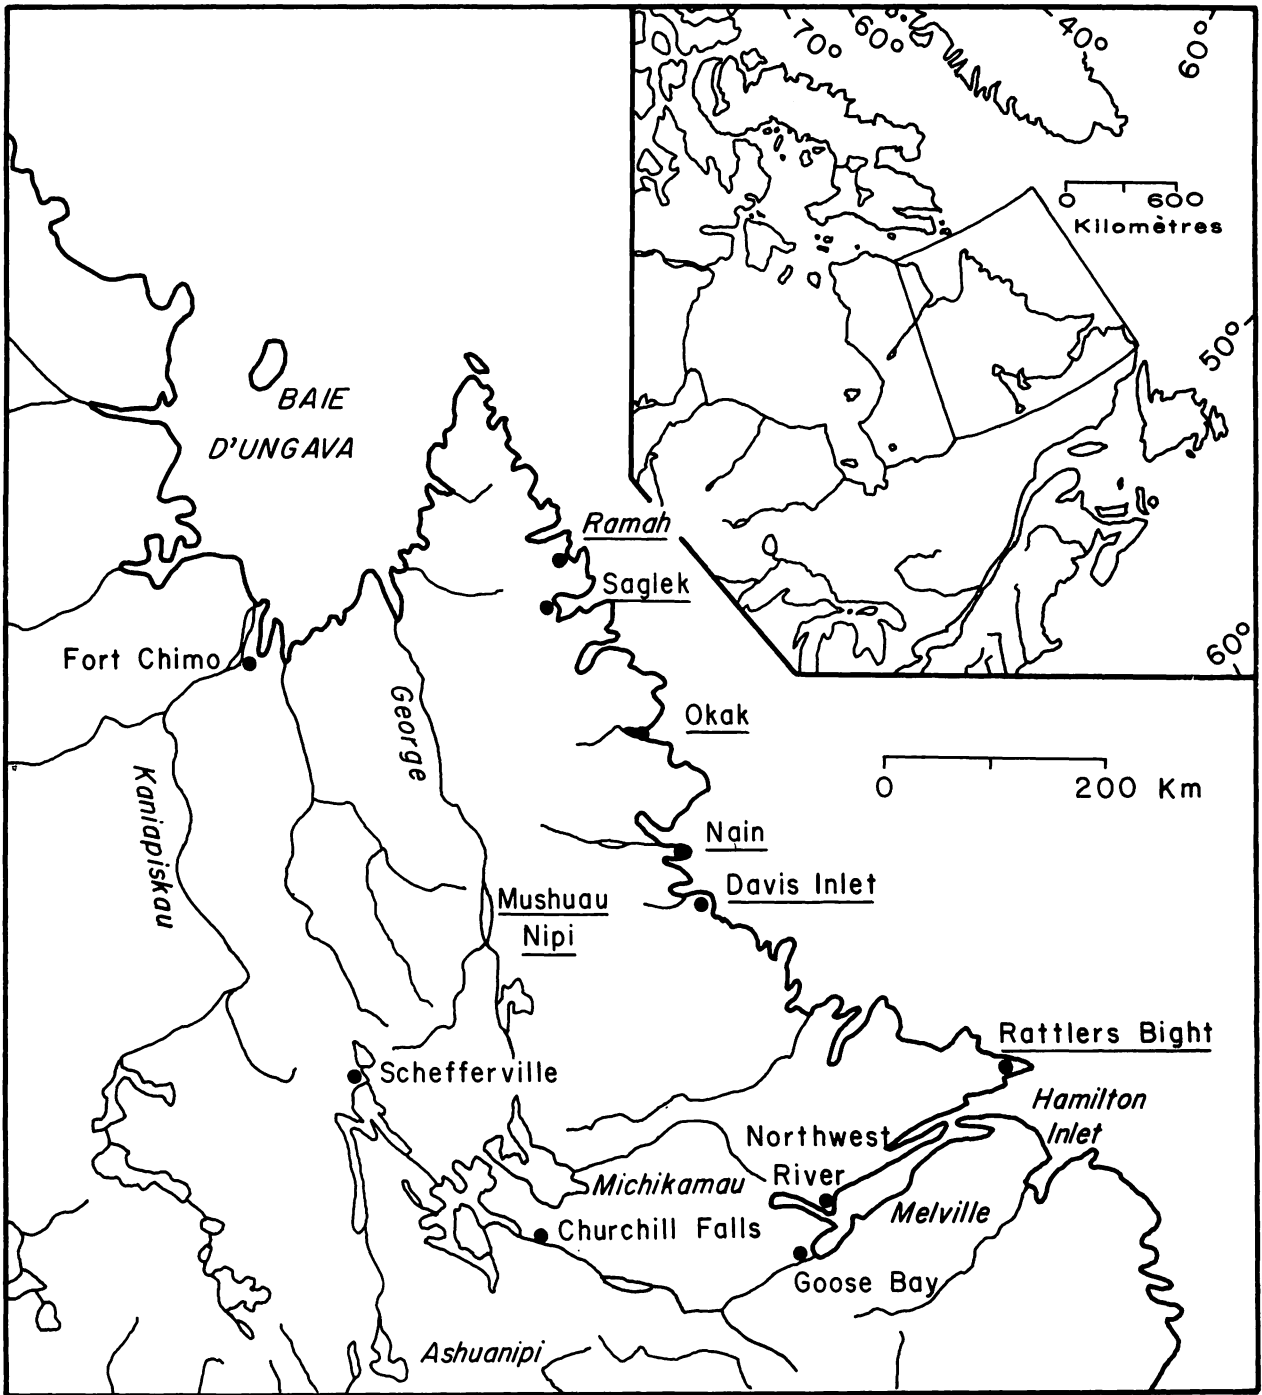 70°
60°
40°
60°
0 600
Kilomètres
50°
60°
BAIE
D'UNGAVA
Ramah
Saglek
Fort Chimo
George
Okak
0 200 Km
Kaniapiskau
Nain
Davis Inlet
Mushuau
Nipi
Rattlers Bight
Schefferville
Hamilton
Inlet
Northwest
River
Michikamau
Melville
Churchill Falls
Goose Bay
Ashuanipi